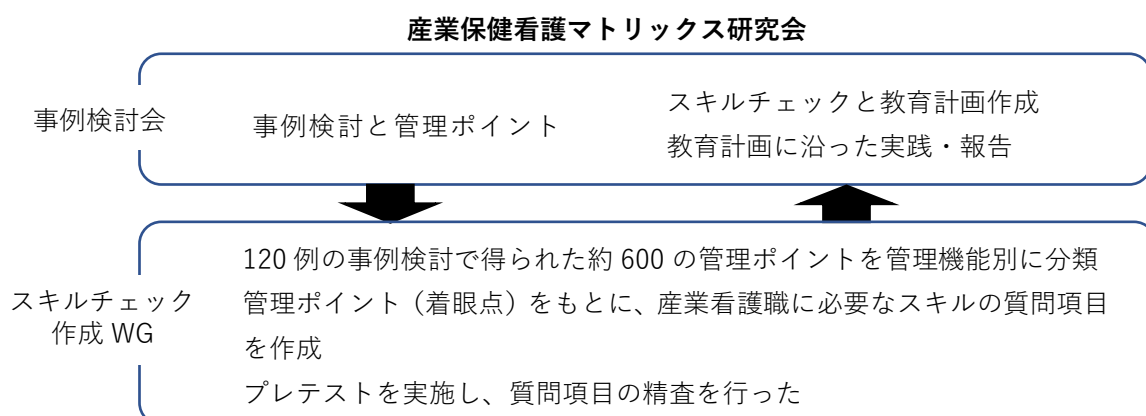 産業保健看護マトリックス研究会
事例検討会
事例検討と管理ポイント
スキルチェックと教育計画作成
教育計画に沿った実践・報告
スキルチェック
作成 WG
120 例の事例検討で得られた約 600 の管理ポイントを管理機能別に分類
管理ポイント（着眼点）をもとに、産業看護職に必要なスキルの質問項目
を作成
プレテストを実施し、質問項目の精査を行った